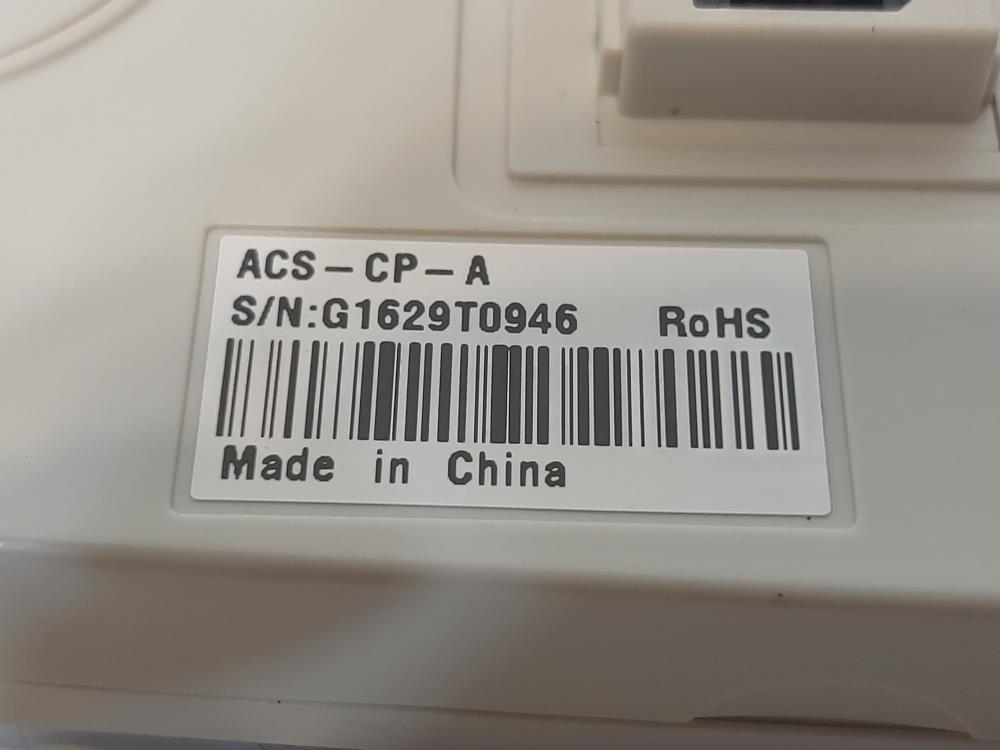 ACS-CP-A
S/N:G1629T0946 RoHS
Made in China